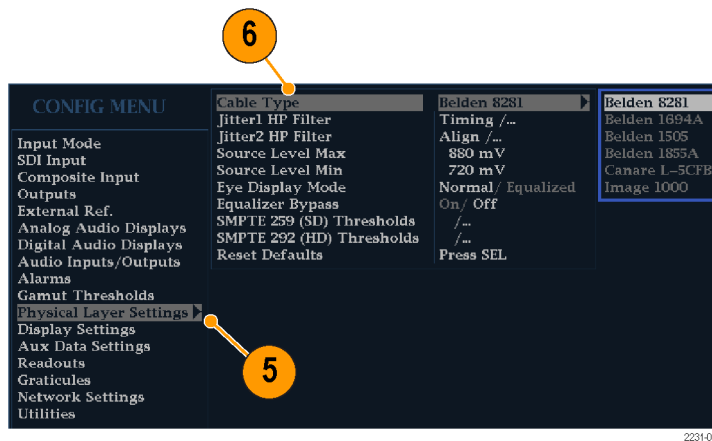 6
CONFIG MENU
Input Mode
SDI Input
Composite Input
Outputs
External Ref.
Analog Audio Displays
Digital Audio Displays
Audio Inputs/Outputs
Alarms
Gamut Thresholds
Physical Layer Settings
Display Settings
Aux Data Settings
Readouts
Graticules
Network Settings
Utilities
Cable Type Belden 8281
Jitter1 HP Filter Timing /...
Jitter2 HP Filter Align /...
Source Level Max 880 mV
Source Level Min 720 mV
Eye Display Mode Normal/ Equalized
Equalizer Bypass On/ Off
SMPTE 259 (SD) Thresholds /...
SMPTE 292 (HD) Thresholds /...
Reset Defaults Press SEL
Belden 8281
Belden 1694A
Belden 1505
Belden 1855A
Canare L-5CFB
Image 1000
5
2231-0